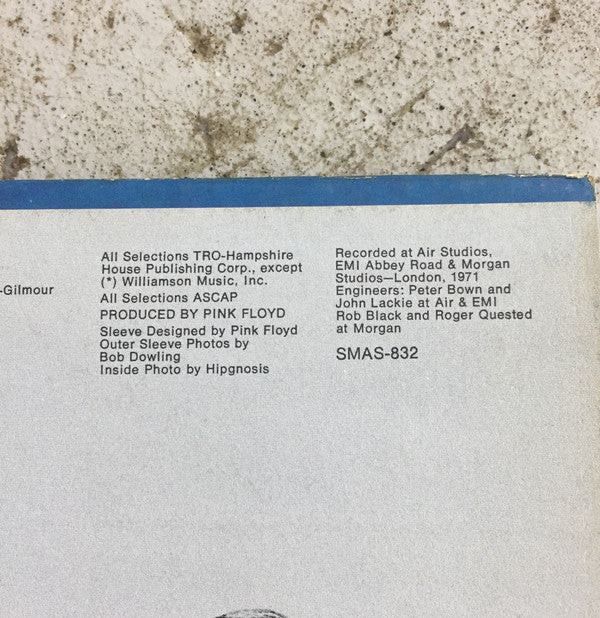 -Gilmour
All Selections TRO-Hampshire
House Publishing Corp., except
(*) Williamson Music, Inc.
All Selections ASCAP
PRODUCED BY PINK FLOYD
Sleeve Designed by Pink Floyd
Outer Sleeve Photos by
Bob Dowling
Inside Photo by Hipgnosis
Recorded at Air Studios,
EMI Abbey Road & Morgan
Studios—London, 1971
Engineers: Peter Bown and
John Lackie at Air & EMI
Rob Black and Roger Quested
at Morgan
SMAS-832